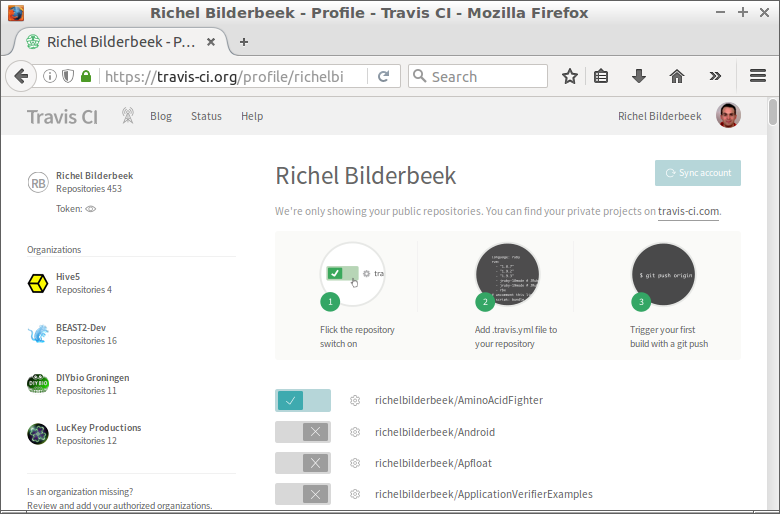 Richel Bilderbeek - Profile - Travis CI - Mozilla Firefox
Richel Bilderbeek - P...
https://travis-ci.org/profile/richelbi
Search
Travis CI
Blog
Status
Help
Richel Bilderbeek
RB
Richel Bilderbeek
Repositories 453
Token:
Organizations
Hive5
Repositories 4
BEAST2-Dev
Repositories 16
DIYbio Groningen
Repositories 11
LucKey Productions
Repositories 12
Is an organization missing?
Review and add your authorized organizations.
Richel Bilderbeek
Sync account
We're only showing your public repositories. You can find your private projects on travis-ci.com.
tra
1
Flick the repository
switch on
language: ruby
2
Add .travis.yml file to
your repository
$ git push origin
3
Trigger your first
build with a git push
richelbilderbeek/AminoAcidFighter
richelbilderbeek/Android
richelbilderbeek/Apfloat
richelbilderbeek/ApplicationVerifierExamples